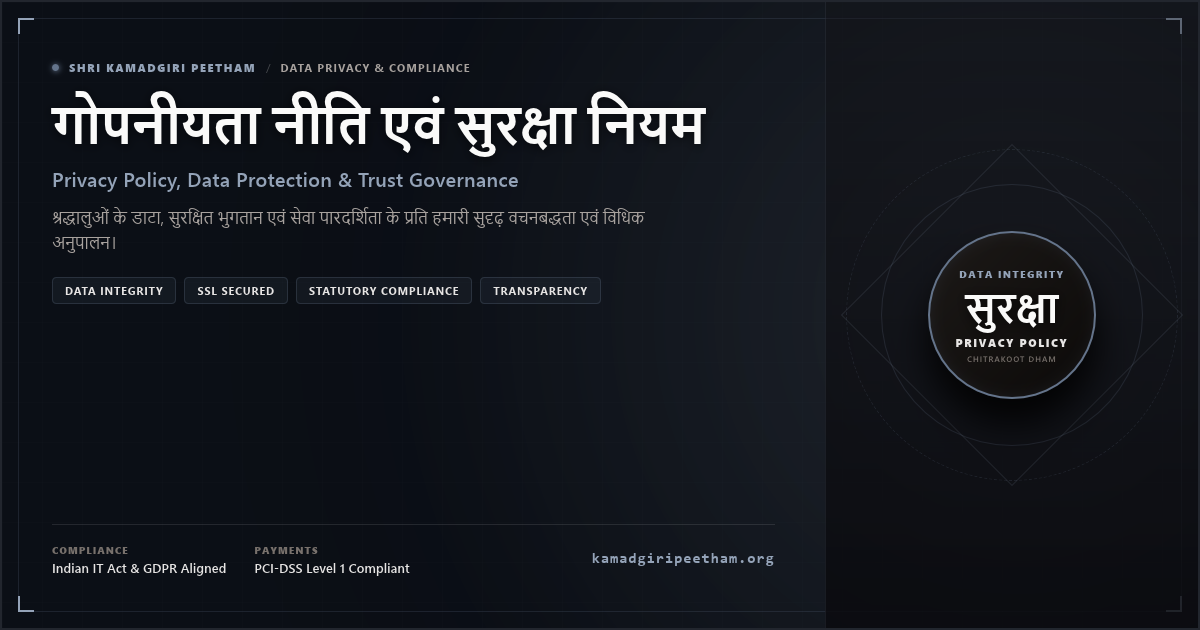 SHRI KAMADGIRI PEETHAM / DATA PRIVACY & COMPLIANCE
गोपनीयता नीति एवं सुरक्षा नियम
Privacy Policy, Data Protection & Trust Governance
श्रद्धालुओं के डाटा, सुरक्षित भुगतान एवं सेवा पारदर्शिता के प्रति हमारी सुदृढ़ वचनबद्धता एवं विधिक
अनुपालन।
DATA INTEGRITY SSL SECURED STATUTORY COMPLIANCE TRANSPARENCY
DATA INTEGRITY
सुरक्षा
PRIVACY POLICY
CHITRAKOOT DHAM
COMPLIANCE PAYMENTS
Indian IT Act & GDPR Aligned PCI-DSS Level 1 Compliant
kamadgiripeetham.org